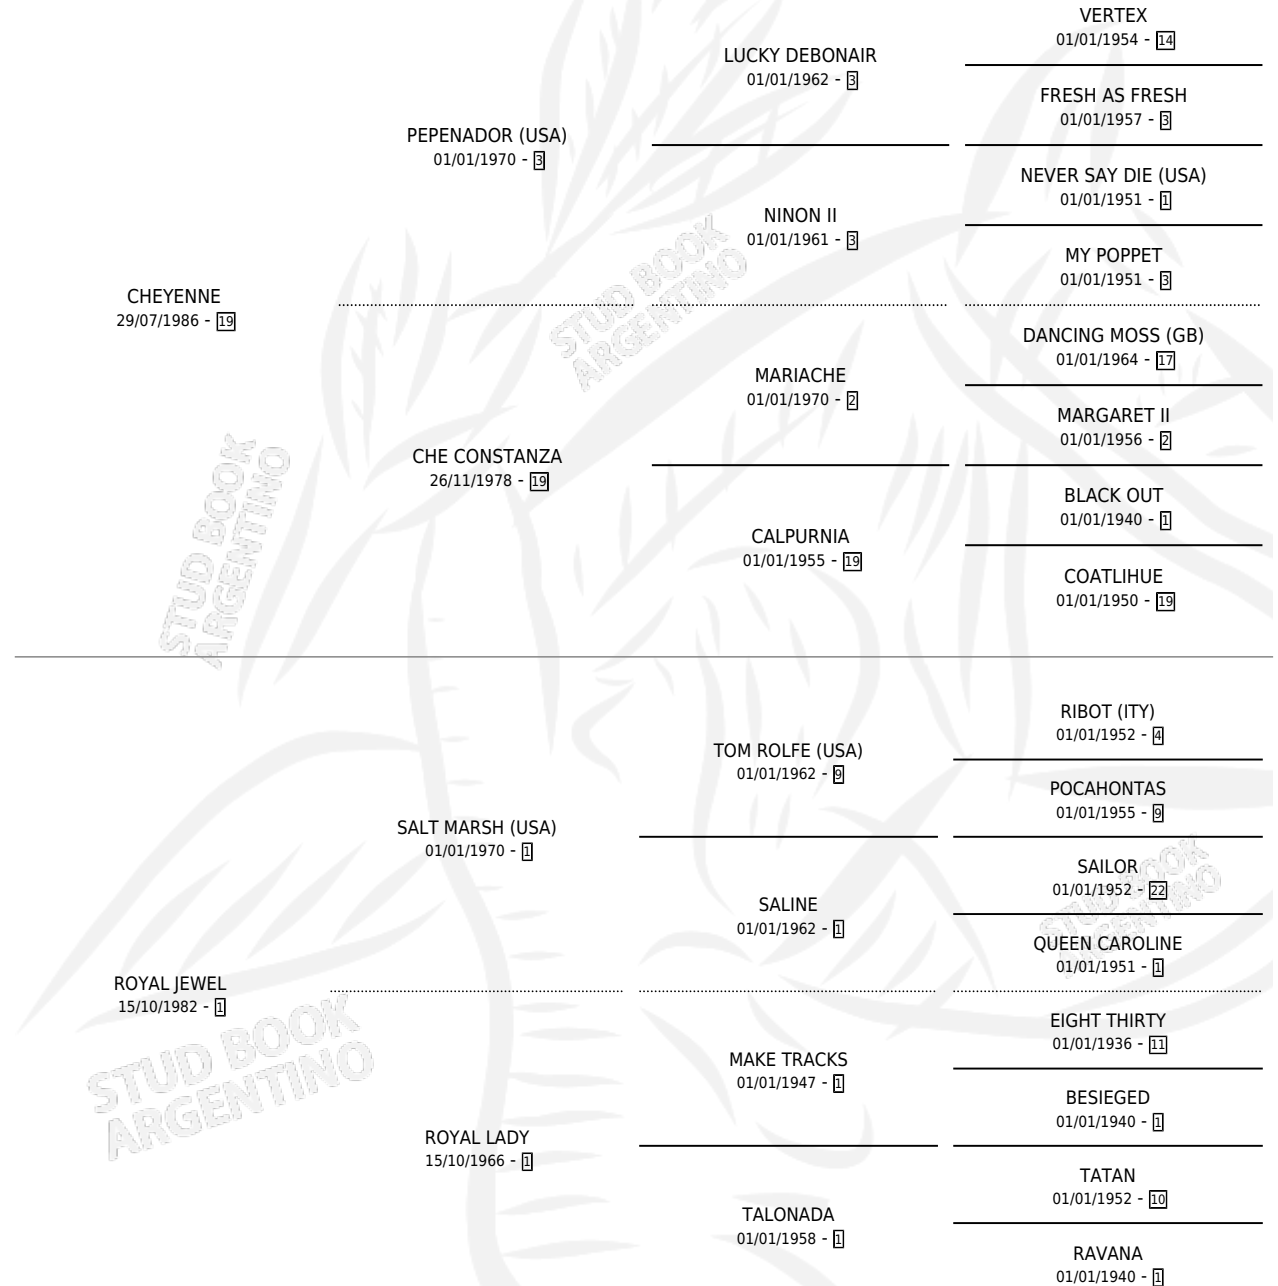 VERTEX
01/01/1954 - 14
LUCKY DEBONAIR
01/01/1962 - 3
FRESH AS FRESH
01/01/1957 - 3
PEPENADOR (USA)
01/01/1970 - 3
NEVER SAY DIE (USA)
01/01/1951 - 1
NINON II
01/01/1961 - 3
MY POPPET
01/01/1951 - 3
CHEYENNE
29/07/1986 - 19
DANCING MOSS (GB)
01/01/1964 - 17
MARIACHE
01/01/1970 - 2
MARGARET II
01/01/1956 - 2
CHE CONSTANZA
26/11/1978 - 19
BLACK OUT
01/01/1940 - 1
CALPURNIA
01/01/1955 - 19
COATLIHUE
01/01/1950 - 19
STUD BOOK
ARGENTINO
STUD BOOK
ARGENTINO
RIBOT (ITY)
01/01/1952 - 4
TOM ROLFE (USA)
01/01/1962 - 9
POCAHONTAS
01/01/1955 - 9
SALT MARSH (USA)
01/01/1970 - 1
SAILOR
01/01/1952 - 22
SALINE
01/01/1962 - 1
QUEEN CAROLINE
01/01/1951 - 1
ROYAL JEWEL
15/10/1982 - 1
EIGHT THIRTY
01/01/1936 - 11
MAKE TRACKS
01/01/1947 - 1
BESIEGED
01/01/1940 - 1
ROYAL LADY
15/10/1966 - 1
TATAN
01/01/1952 - 10
TALONADA
01/01/1958 - 1
RAVANA
01/01/1940 - 1
STUD BOOK
ARGENTINO
STUD BOOK
ARGENTINO